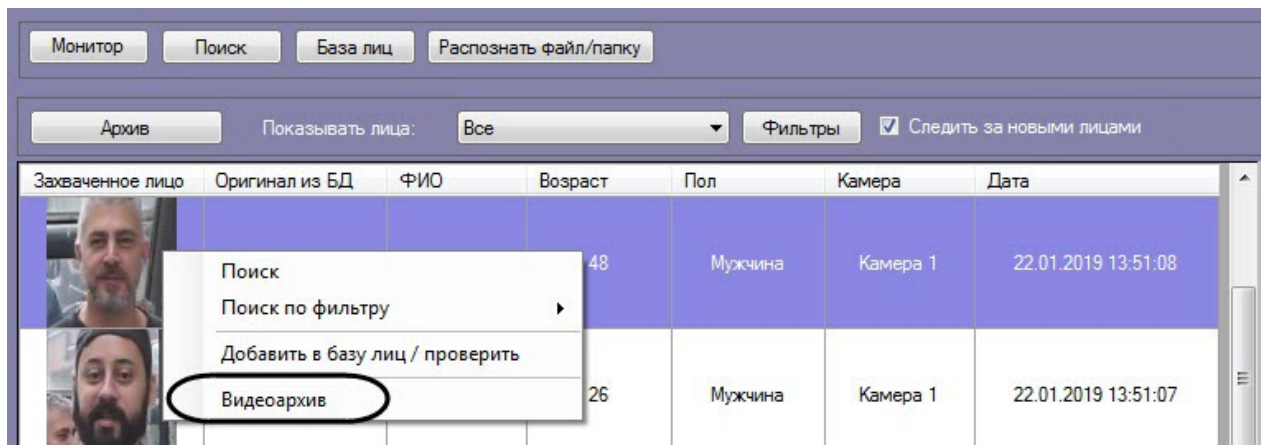 Монитор Поиск База лиц Распознать файл/папку
Архив Показывать лица: Все Фильтры Следить за новыми лицами
Захваченное лицо Оригинал из БД ФИО Возраст Пол Камера Дата
48 Мужчина Камера 1 22.01.2019 13:51:08
Поиск
Поиск по фильтру
Добавить в базу лиц / проверить
Видеоархив
26 Мужчина Камера 1 22.01.2019 13:51:07